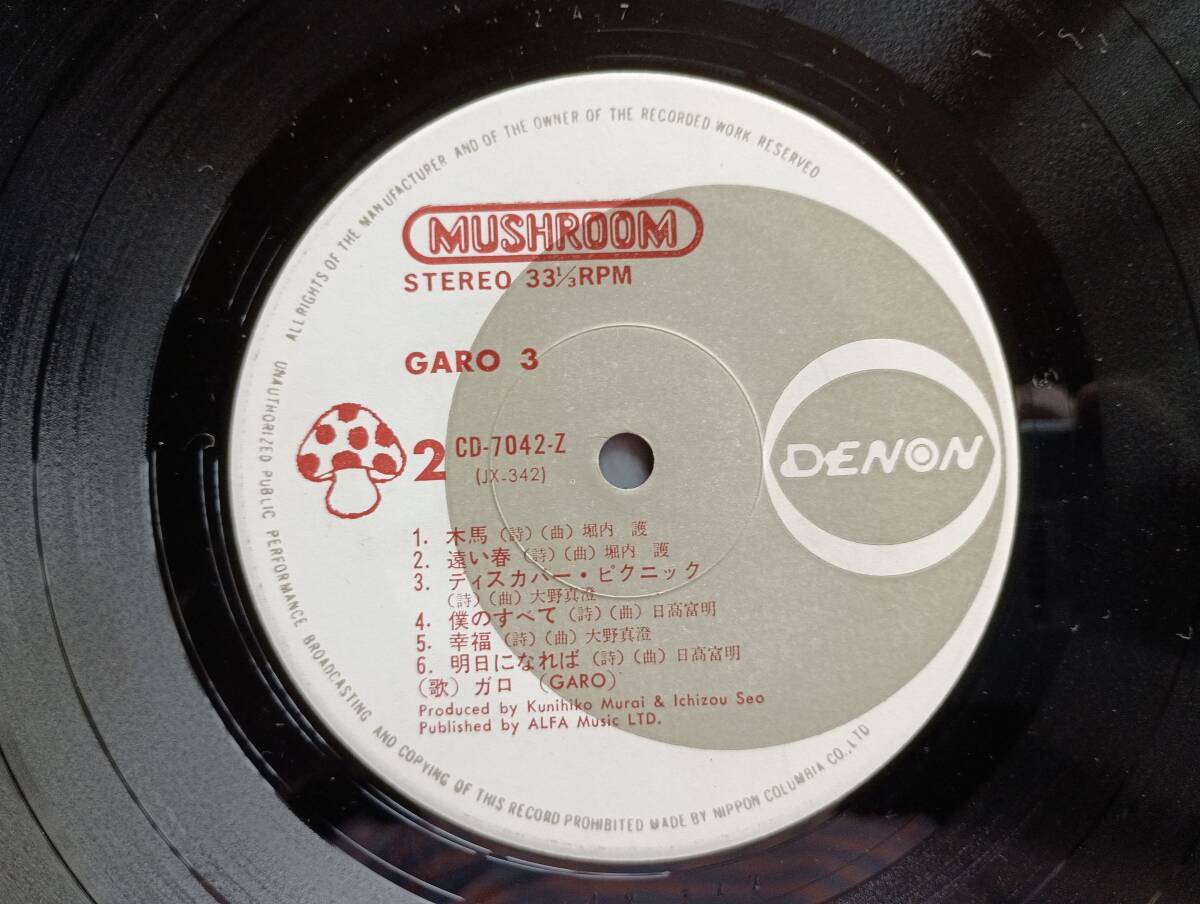 ALL RIGHTS OF THE MANUFACTURER AND OF THE OWNER OF THE RECORDED WORK RESERVED
MUSHROOM
STEREO 33 1/3 RPM
GARO 3
DENON
2 CD-7042-Z
(JX-342)
1. 木馬 (詩)(曲) 堀内 護
2. 遠い春 (詩)(曲) 堀内 護
3. ディスカバー・ピクニック
(詩)(曲) 大野真澄
4. 僕のすべて (詩)(曲) 日高富明
5. 幸福 (詩)(曲) 大野真澄
6. 明日になれば (詩)(曲) 日高富明
(歌) ガロ (GARO)
Produced by Kunihiko Murai & Ichizou Seo
Published by ALFA Music LTD.
UNAUTHORIZED PUBLIC PERFORMANCE BROADCASTING AND COPYING OF THIS RECORD PROHIBITED MADE BY NIPPON COLUMBIA CO., LTD
247